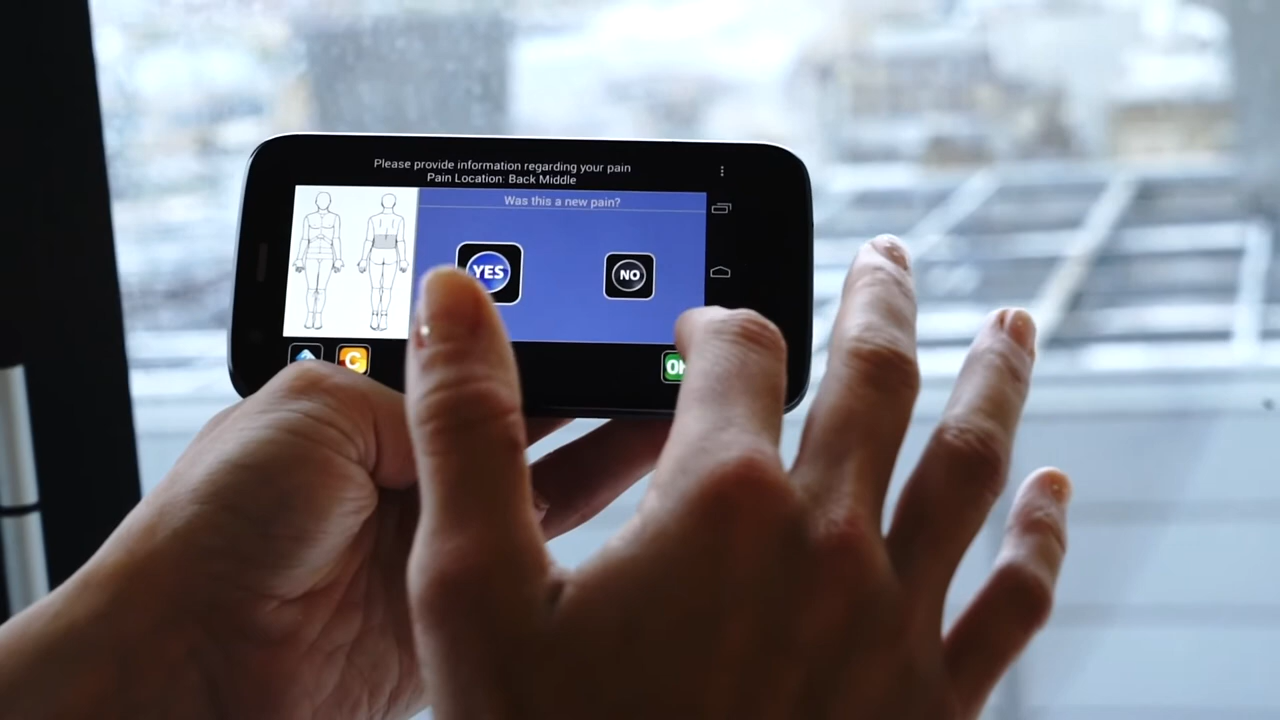 Please provide information regarding your pain
Pain Location: Back Middle
Was this a new pain?
YES
NO
C